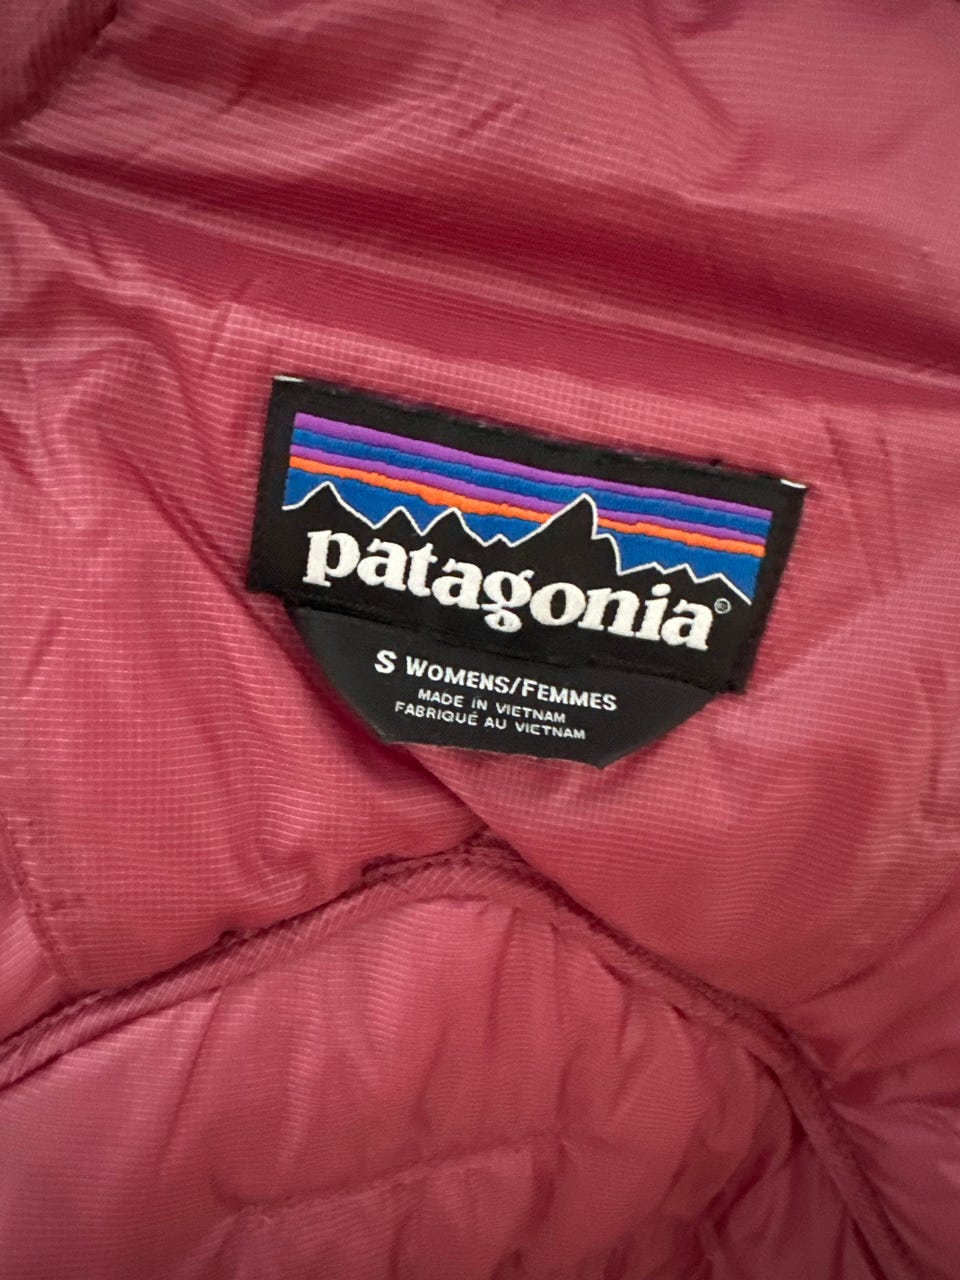 patagonia®
S WOMENS/FEMMES
MADE IN VIETNAM
FABRIQUÉ AU VIETNAM